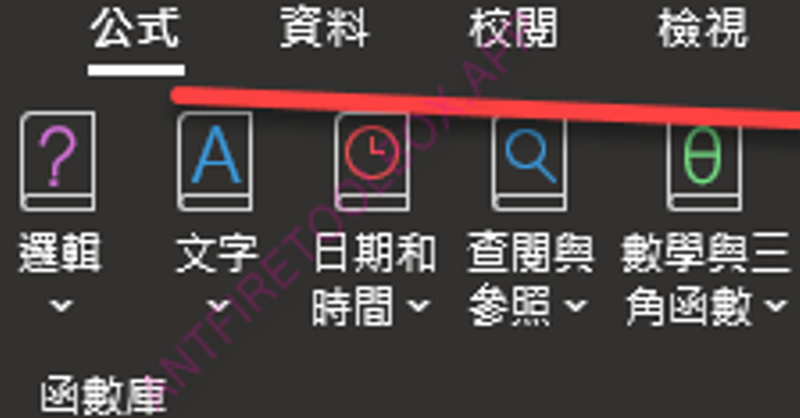 公式 資料 校閱 檢視
邏輯 文字 日期和時間 查閱與參照 數學與三角函數
函數庫
ANTFIRETOOLBOX.APP